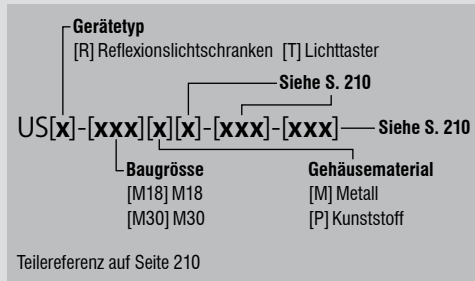 Gerätetyp
[R] Reflexionslichtschranken [T] Lichttaster
Siehe S. 210
US[x]-[xxx][x][x]-[xxx]-[xxx] Siehe S. 210
Baugrösse Gehäusematerial
[M18] M18 [M] Metall
[M30] M30 [P] Kunststoff
Teilereferenz auf Seite 210